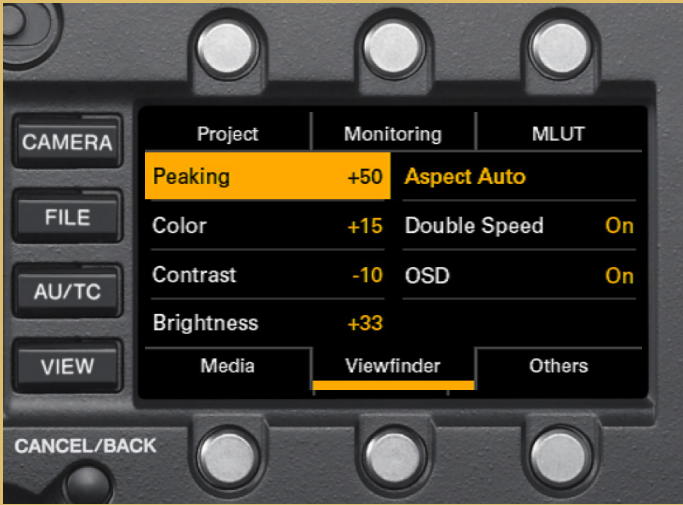 CAMERA
FILE
AU/TC
VIEW
CANCEL/BACK
Project Monitoring MLUT
Peaking +50 Aspect Auto
Color +15 Double Speed On
Contrast -10 OSD On
Brightness +33
Media Viewfinder Others